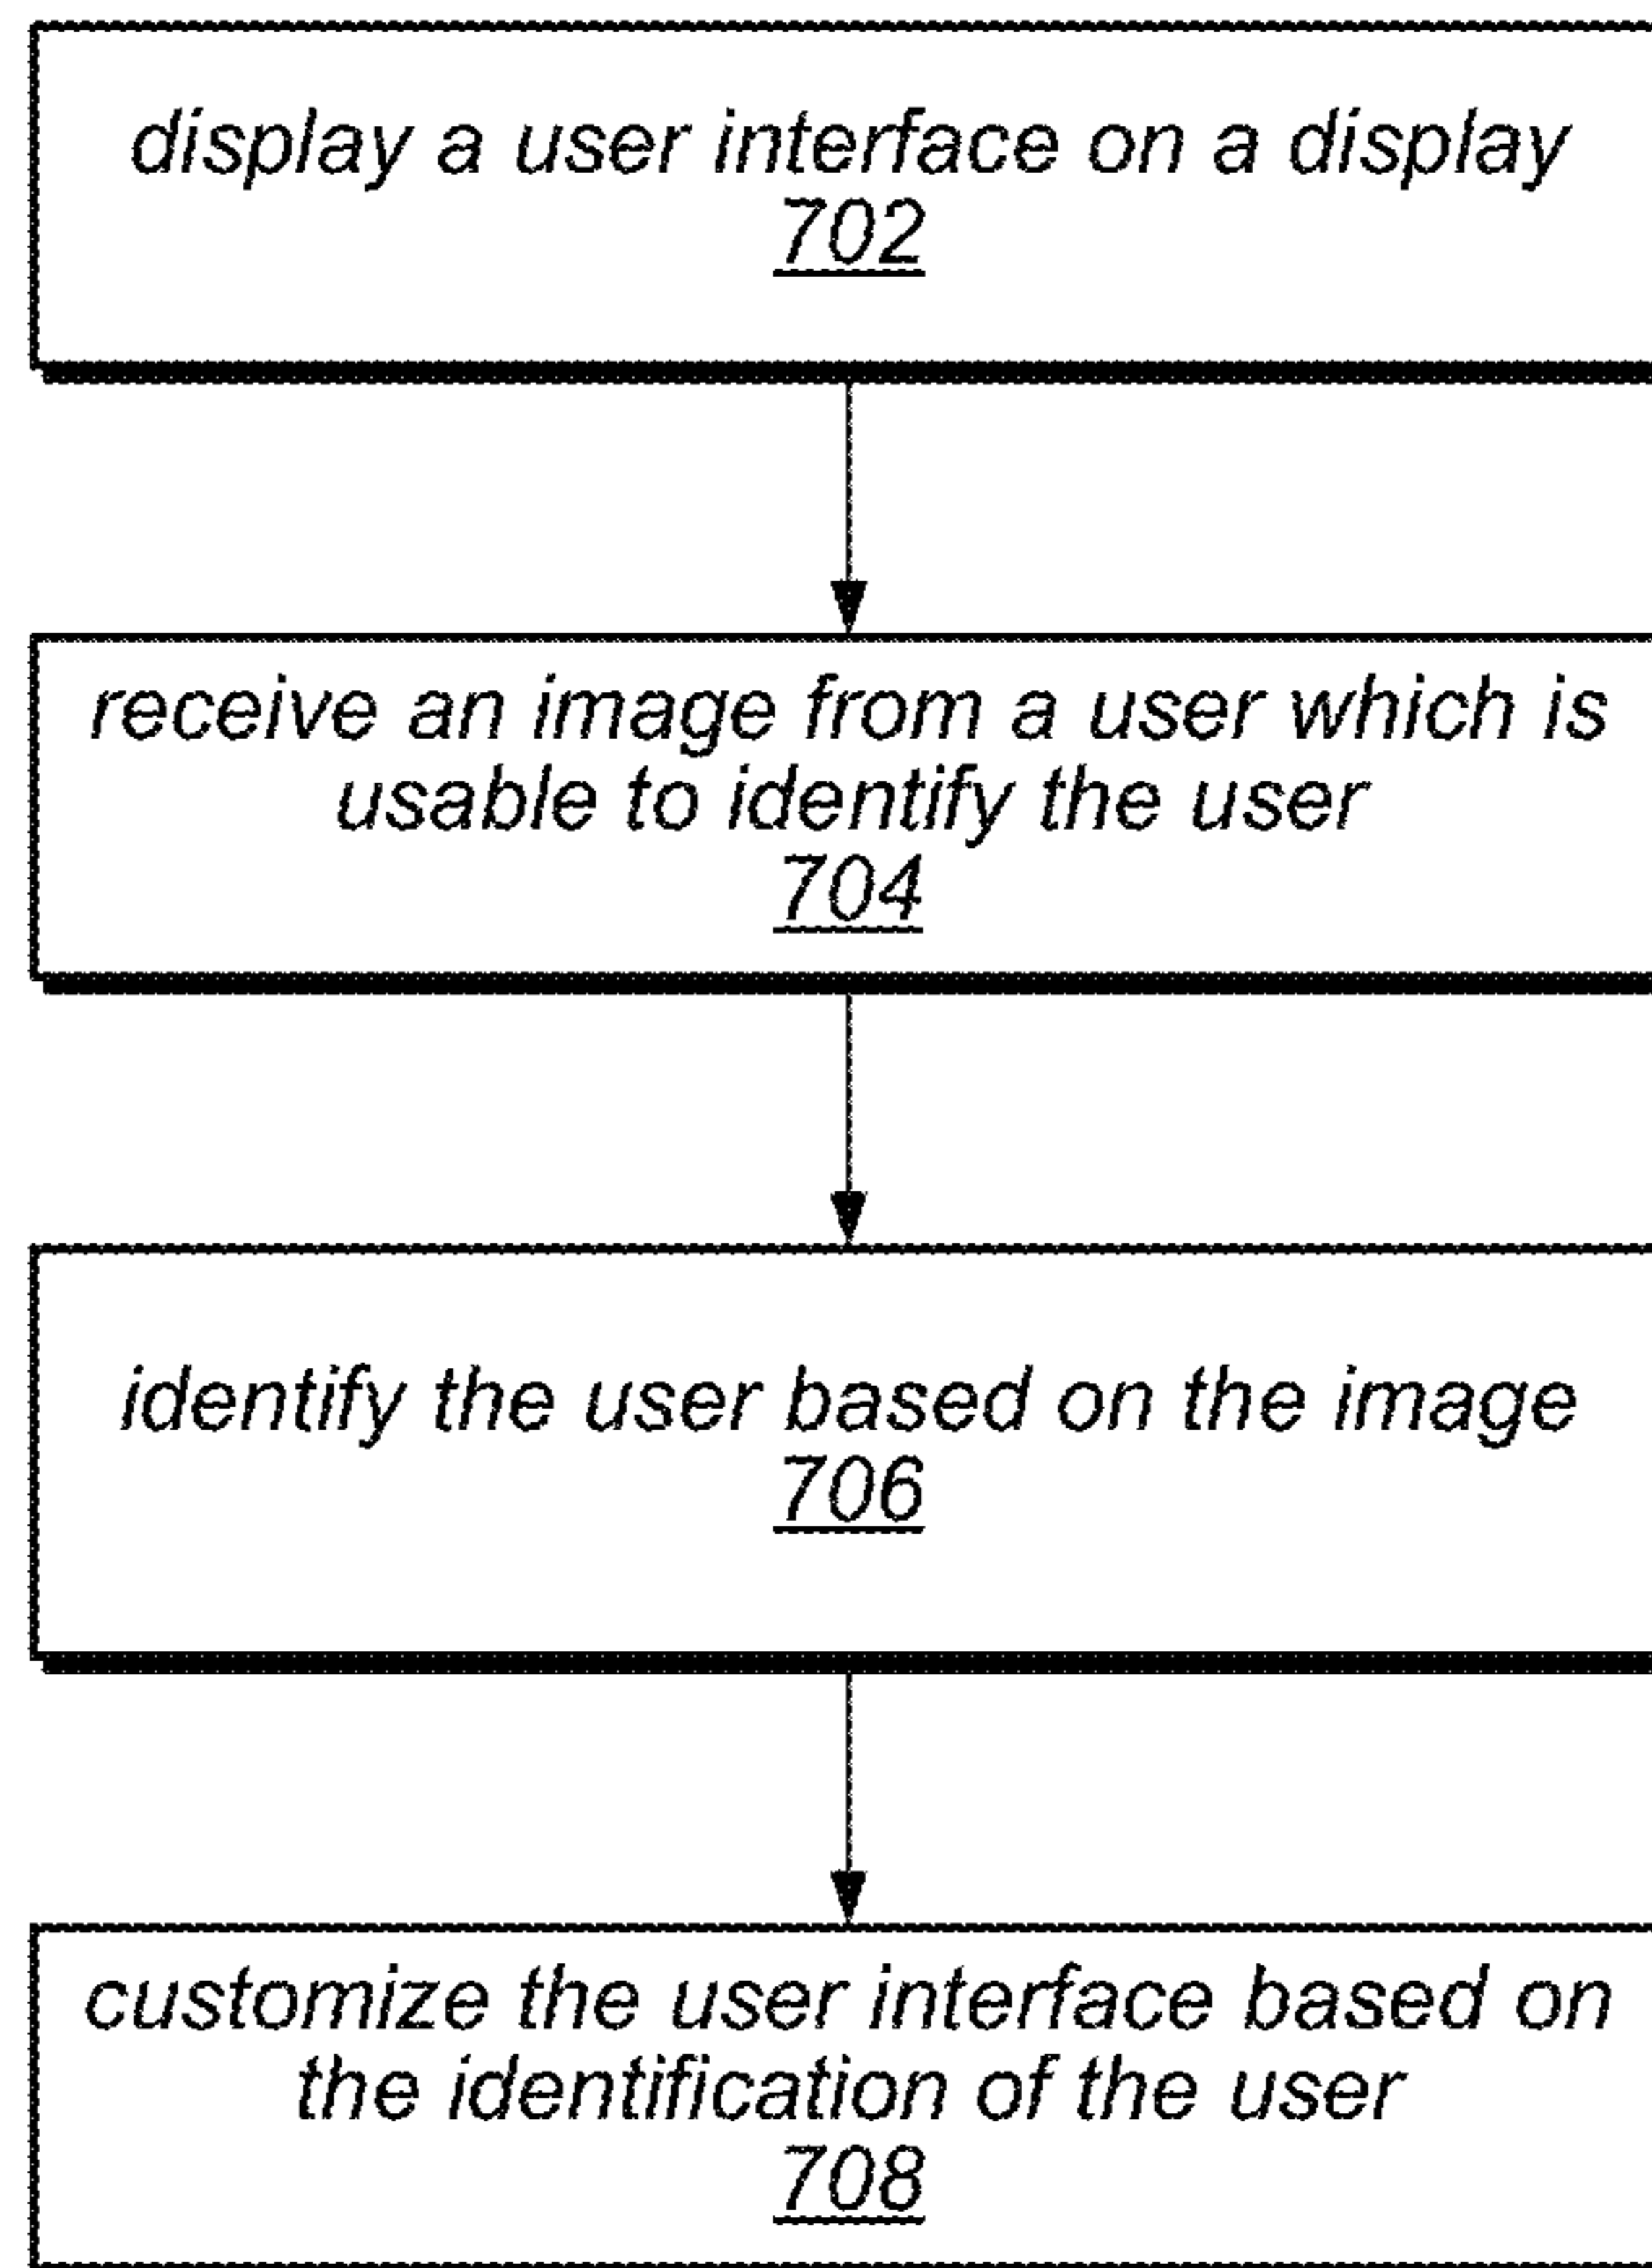 display a user interface on a display
702
receive an image from a user which is
usable to identify the user
704
identify the user based on the image
706
customize the user interface based on
the identification of the user
708